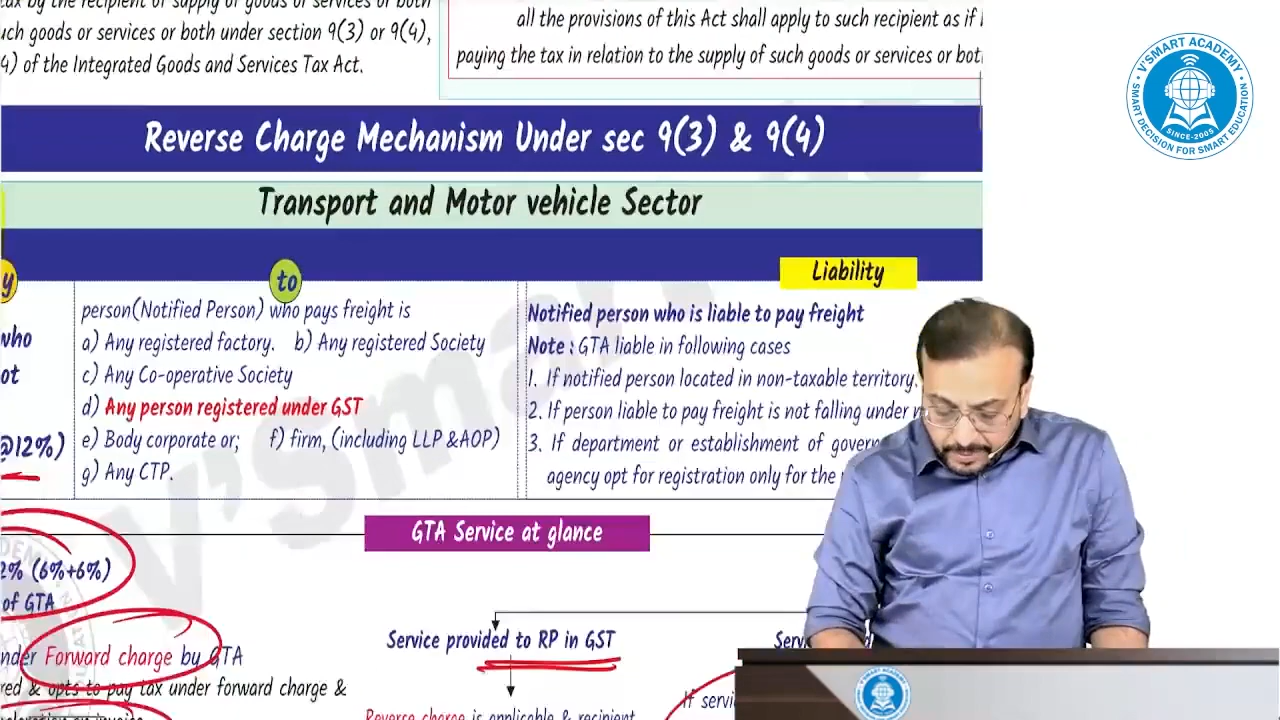 tax by the recipient of supply of goods or services or both
such goods or services or both under section 9(3) or 9(4),
4) of the Integrated Goods and Services Tax Act.
all the provisions of this Act shall apply to such recipient as if
paying the tax in relation to the supply of such goods or services or both
V'SMART ACADEMY
SINCE-2005
SMART DECISION FOR SMART EDUCATION
Reverse Charge Mechanism Under sec 9(3) & 9(4)
Transport and Motor vehicle Sector
y
to
Liability
who
ot
@12%)
person(Notified Person) who pays freight is
a) Any registered factory. b) Any registered Society
c) Any Co-operative Society
d) Any person registered under GST
e) Body corporate or; f) firm, (including LLP &AOP)
g) Any CTP.
Notified person who is liable to pay freight
Note : GTA liable in following cases
1. If notified person located in non-taxable territory.
2. If person liable to pay freight is not falling under
3. If department or establishment of govern
agency opt for registration only for the
GTA Service at glance
2% (6%+6%)
of GTA
nder Forward charge by GTA
red & opts to pay tax under forward charge &
Service provided to RP in GST
Reverse charge is applicable & recipient
If servi
V'Smart